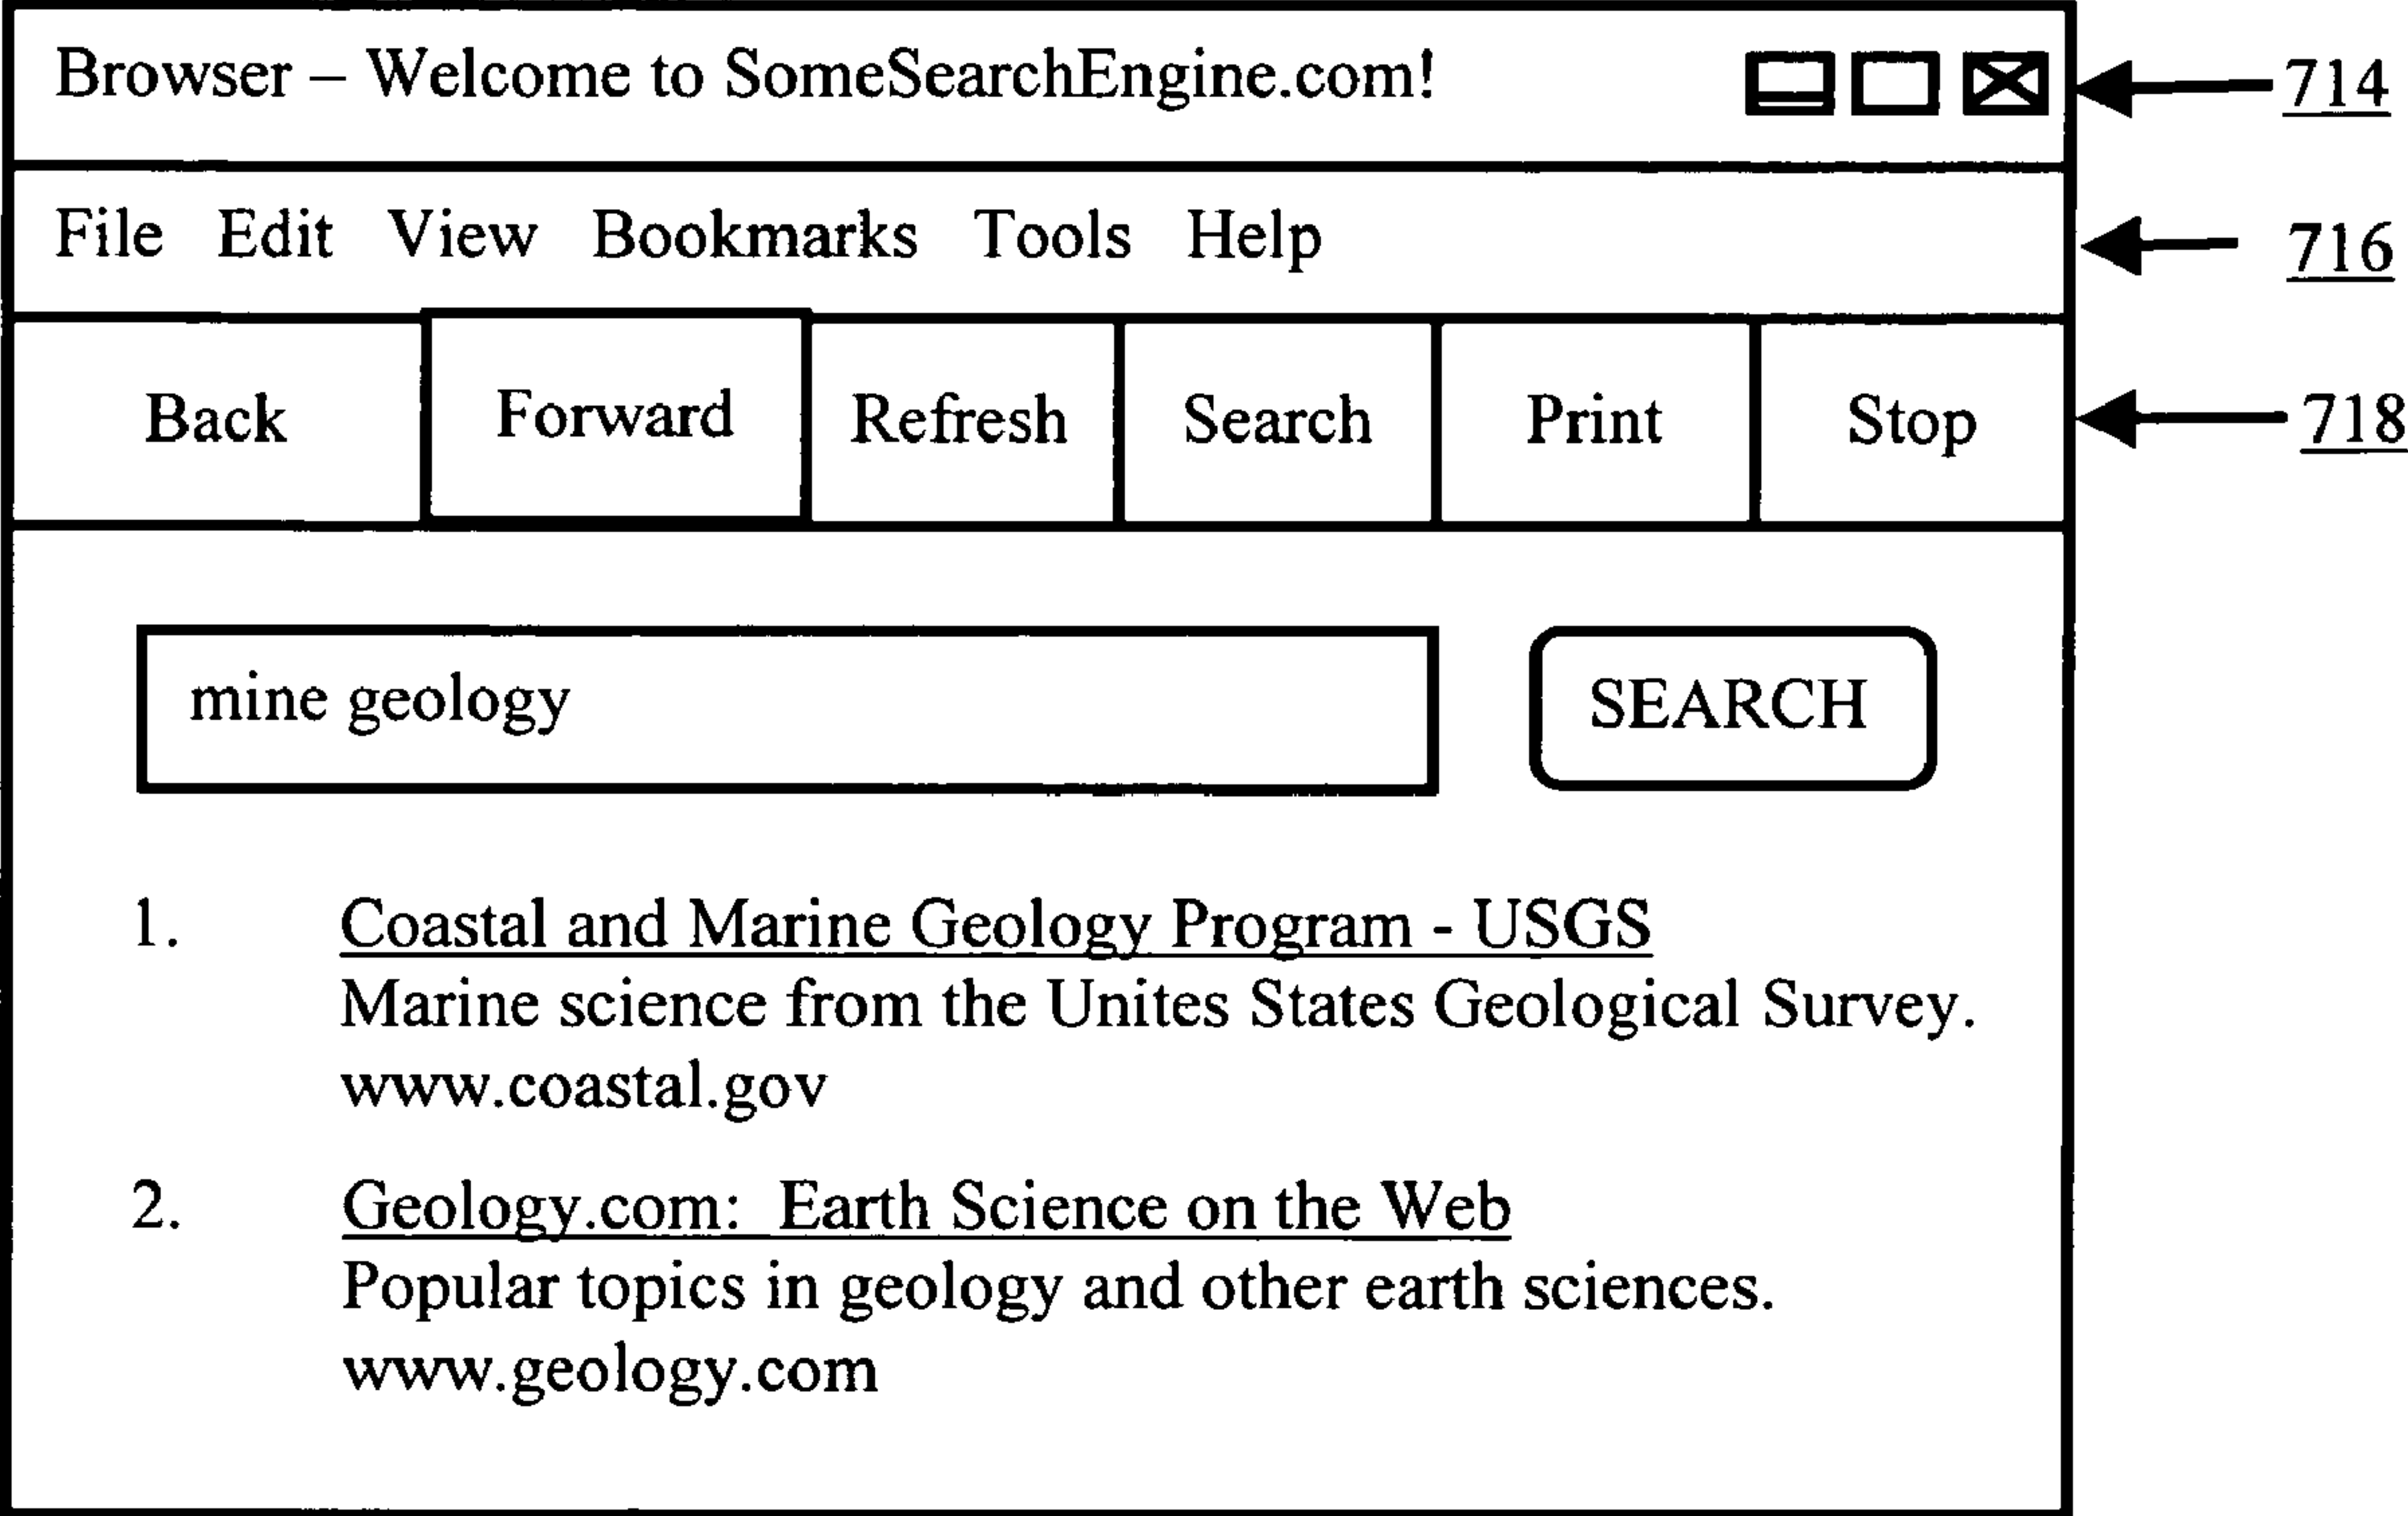 Browser – Welcome to SomeSearchEngine.com! 714
File Edit View Bookmarks Tools Help 716
Back Forward Refresh Search Print Stop 718
mine geology SEARCH
1. Coastal and Marine Geology Program - USGS
Marine science from the Unites States Geological Survey.
www.coastal.gov
2. Geology.com: Earth Science on the Web
Popular topics in geology and other earth sciences.
www.geology.com